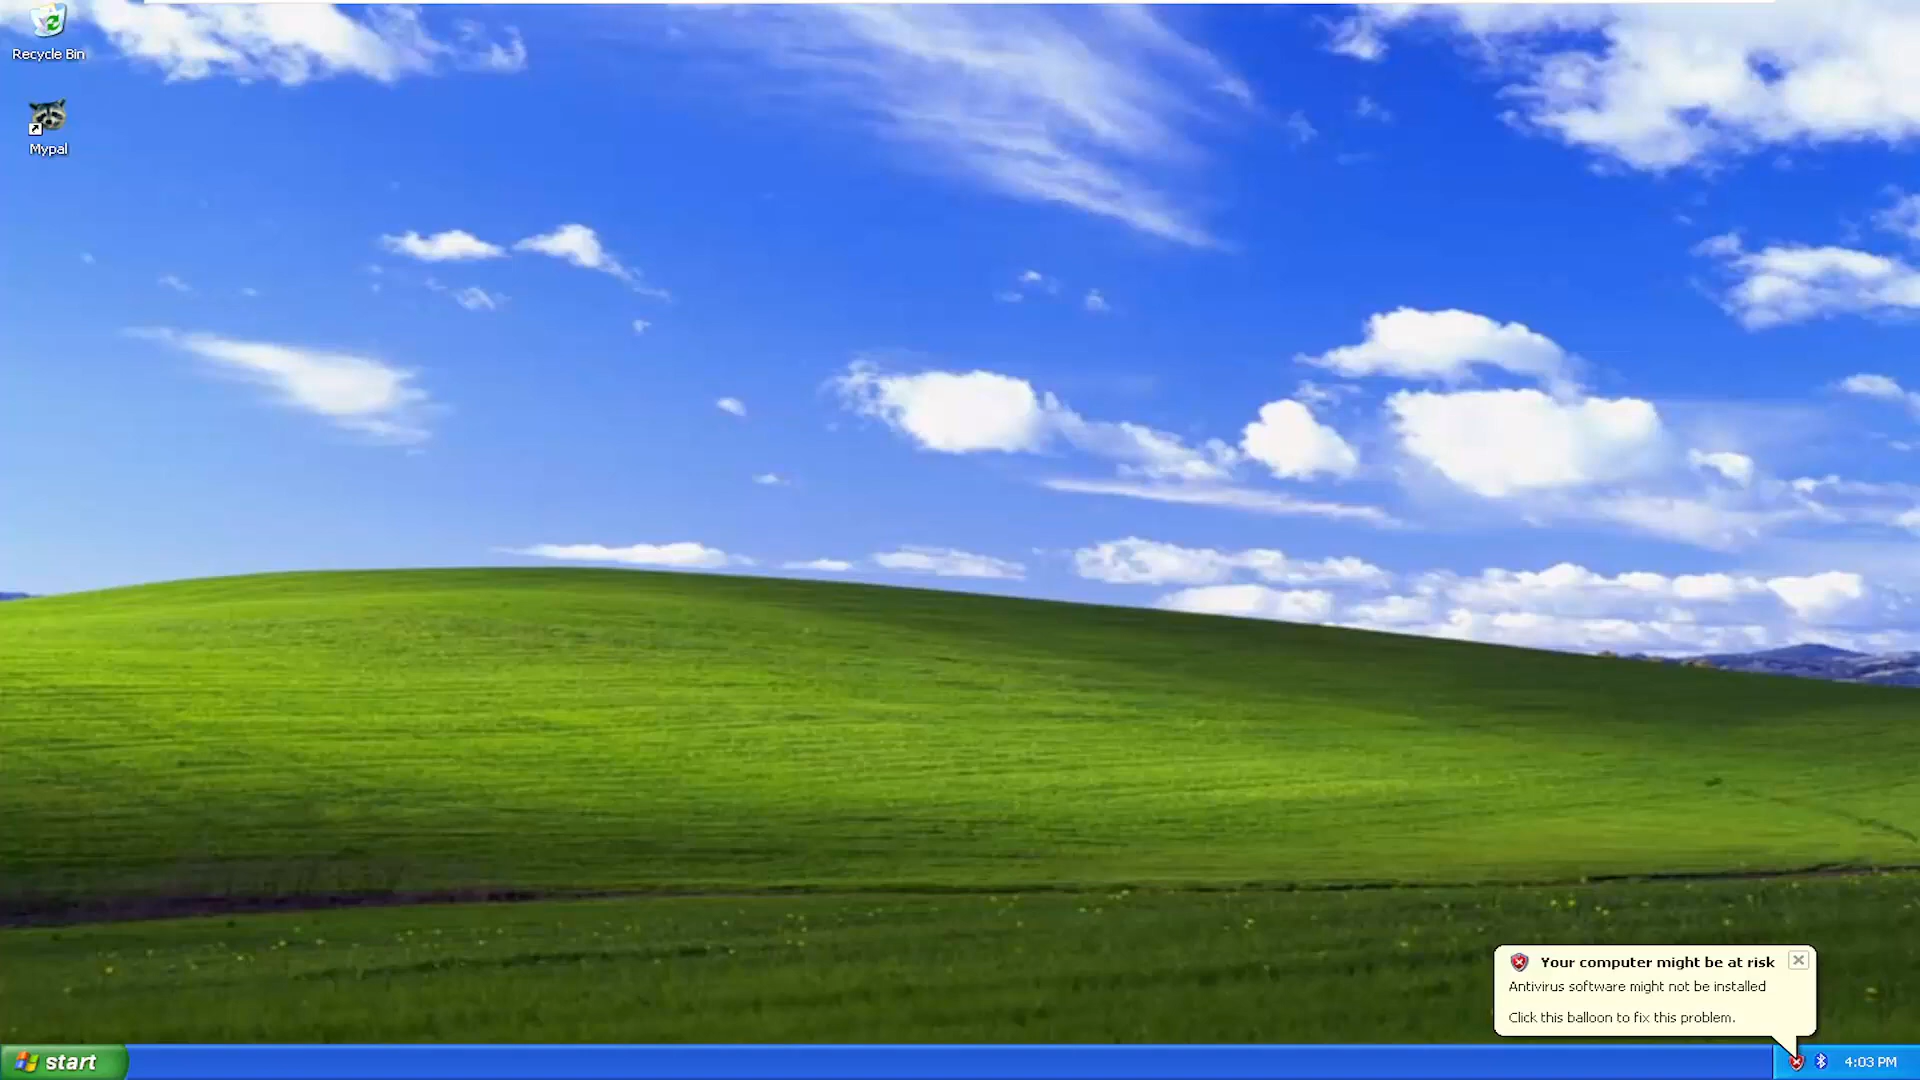 Recycle Bin
Mypal
Your computer might be at risk
Antivirus software might not be installed
Click this balloon to fix this problem.
start
4:03 PM